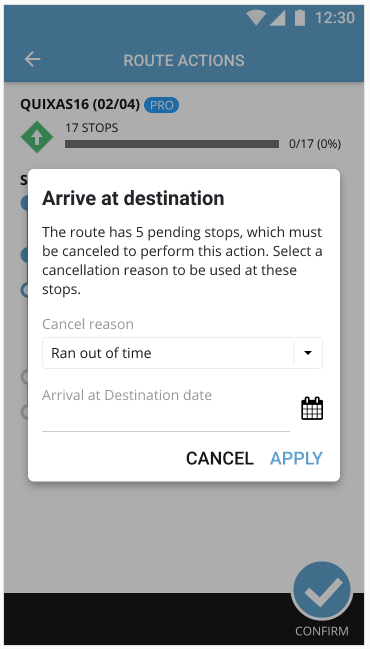 12:30
ROUTE ACTIONS
QUIXAS16 (02/04) PRO
17 STOPS
0/17 (0%)
S
Arrive at destination
The route has 5 pending stops, which must
be canceled to perform this action. Select a
cancellation reason to be used at these
stops.
Cancel reason
Ran out of time
Arrival at Destination date
CANCEL APPLY
CONFIRM